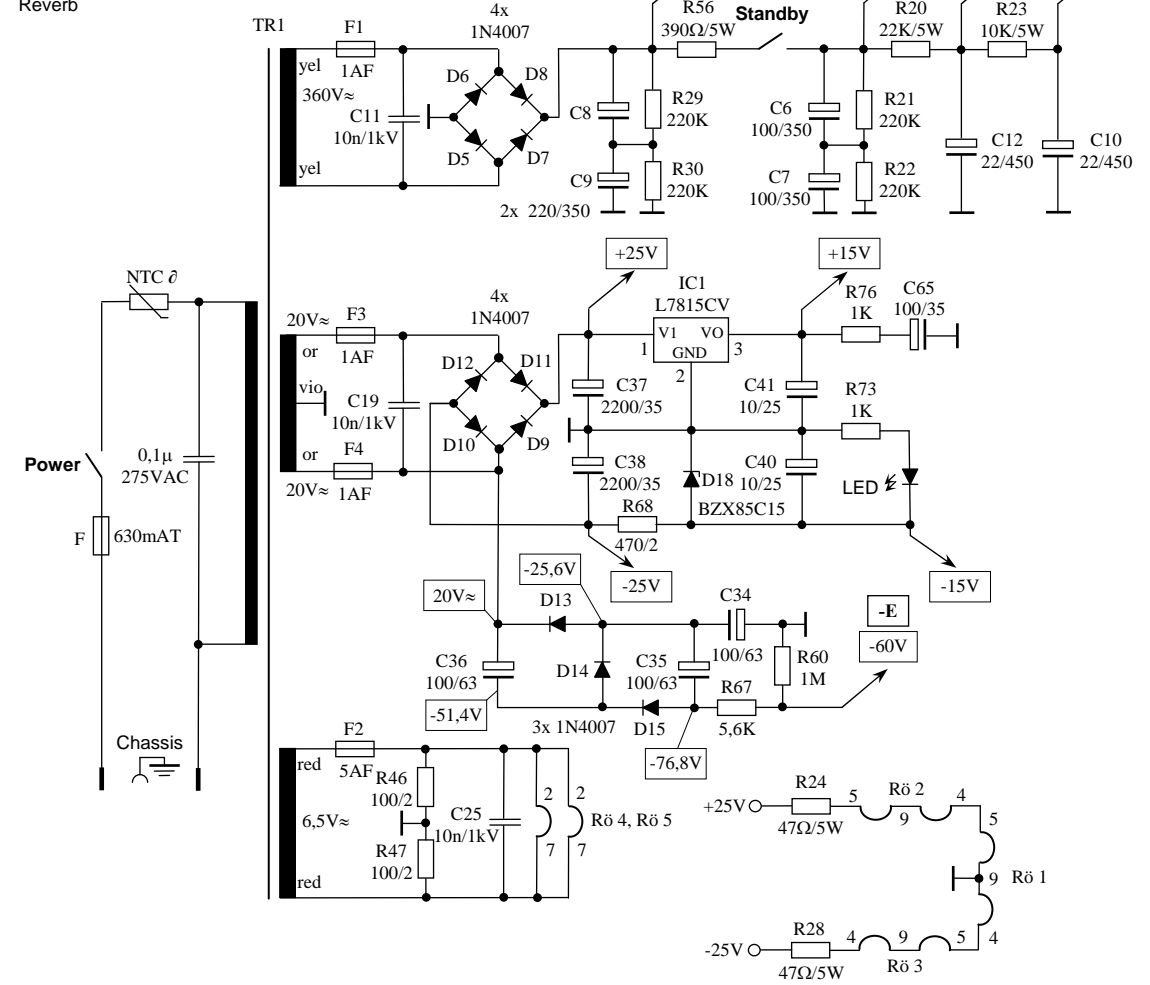 Reverb
TR1
F1
1AF
yel
360V≈
yel
C11
10n/1kV
4x
1N4007
D6
D8
D5
D7
C8
C9
2x 220/350
R29
220K
R30
220K
R56
390Ω/5W
Standby
C6
100/350
C7
100/350
R21
220K
R22
220K
R20
22K/5W
R23
10K/5W
C12
22/450
C10
22/450
NTC ∂
Power
F
630mAT
0,1µ
275VAC
Chassis
20V≈
or
vio
or
20V≈
F3
1AF
F4
1AF
C19
10n/1kV
4x
1N4007
D12
D11
D10
D9
+25V
C37
2200/35
C38
2200/35
IC1
L7815CV
V1
VO
GND
1
3
2
+15V
R76
1K
C65
100/35
C41
10/25
R73
1K
C40
10/25
D18
BZX85C15
LED
R68
470/2
-25V
-15V
-25,6V
20V≈
D13
C34
100/63
C36
100/63
D14
C35
100/63
R60
1M
-E
-60V
-51,4V
3x 1N4007
D15
R67
5,6K
-76,8V
F2
5AF
red
6,5V≈
red
R46
100/2
R47
100/2
C25
10n/1kV
2
7
2
7
Rö 4, Rö 5
+25V
R24
47Ω/5W
5
Rö 2
9
4
5
9
Rö 1
4
-25V
R28
47Ω/5W
4
9
5
Rö 3